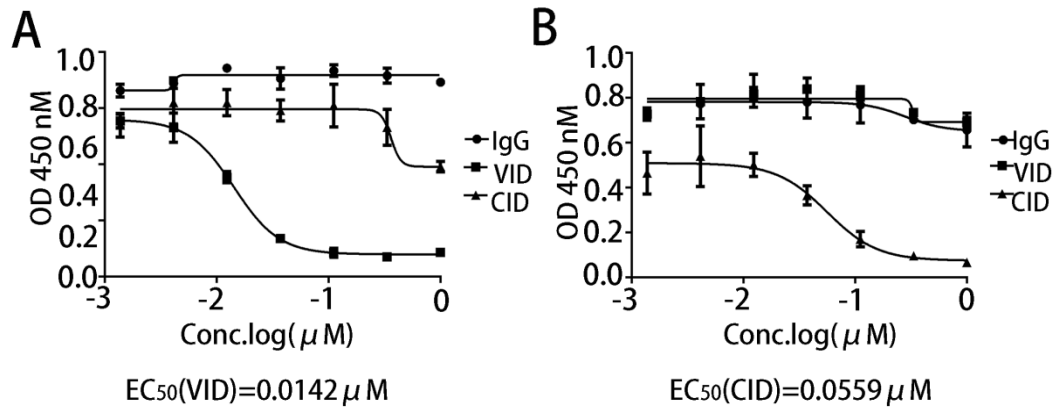 A
OD 450 nM
1.0
0.8
0.6
0.4
0.2
0.0
-3
-2
-1
0
Conc.log(μM)
IgG
VID
CID
EC50(VID)=0.0142μM
B
OD 450 nM
1.0
0.8
0.6
0.4
0.2
0.0
-3
-2
-1
0
Conc.log(μM)
IgG
VID
CID
EC50(CID)=0.0559μM